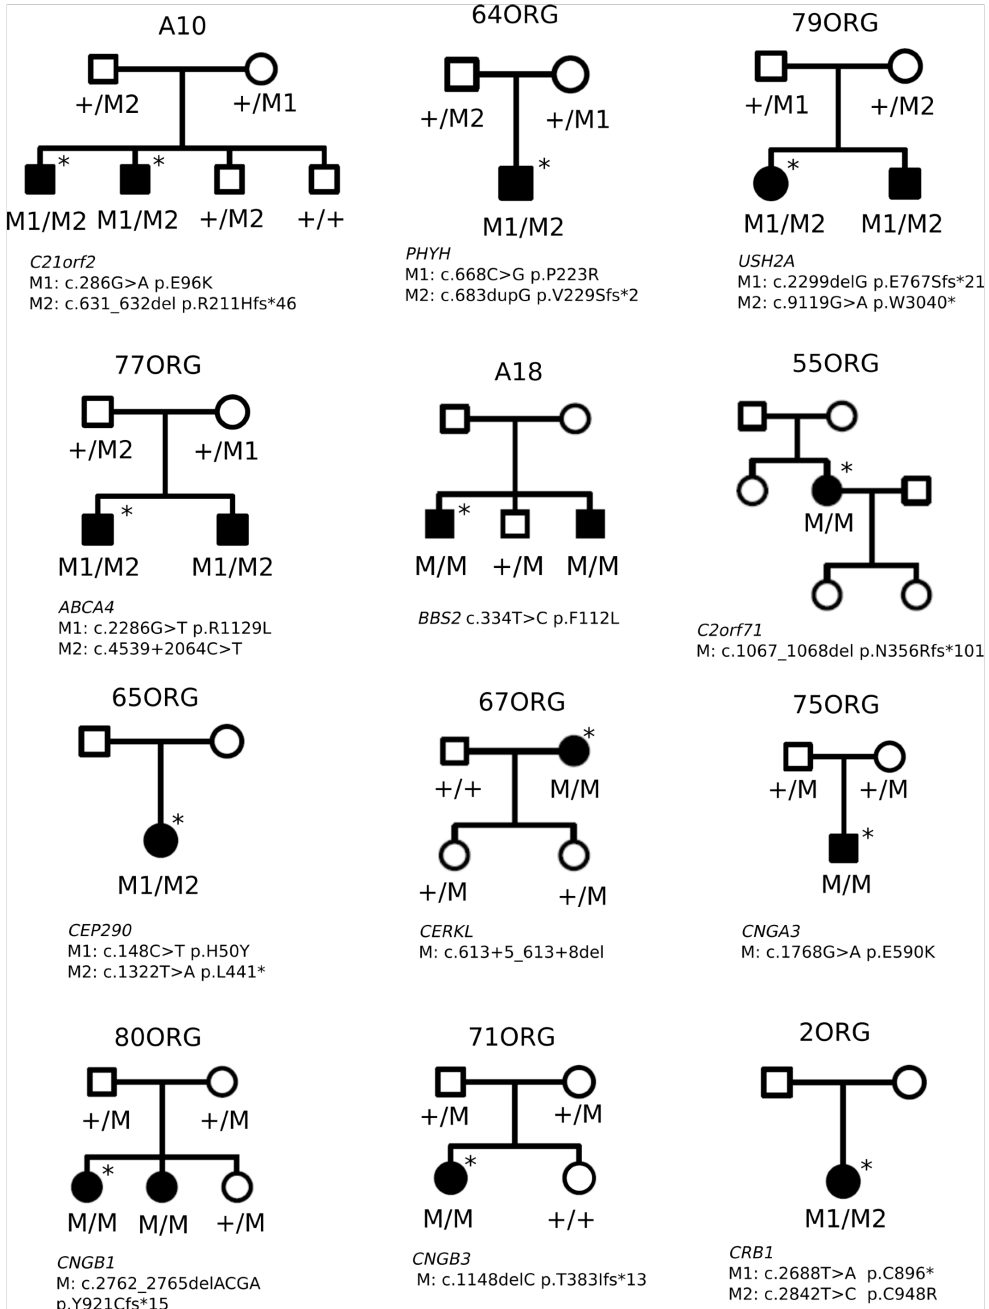 A10
+/M2 +/M1
* *
M1/M2 M1/M2 +/M2 +/+
C21orf2
M1: c.286G>A p.E96K
M2: c.631_632del p.R211Hfs*46
64ORG
+/M2 +/M1
*
M1/M2
PHYH
M1: c.668C>G p.P223R
M2: c.683dupG p.V229Sfs*2
79ORG
+/M1 +/M2
*
M1/M2 M1/M2
USH2A
M1: c.2299delG p.E767Sfs*21
M2: c.9119G>A p.W3040*
77ORG
+/M2 +/M1
*
M1/M2 M1/M2
ABCA4
M1: c.2286G>T p.R1129L
M2: c.4539+2064C>T
A18
*
M/M +/M M/M
BBS2 c.334T>C p.F112L
55ORG
*
M/M
C2orf71
M: c.1067_1068del p.N356Rfs*101
65ORG
*
M1/M2
CEP290
M1: c.148C>T p.H50Y
M2: c.1322T>A p.L441*
67ORG
*
+/+ M/M
+/M +/M
CERKL
M: c.613+5_613+8del
75ORG
+/M +/M
*
M/M
CNGA3
M: c.1768G>A p.E590K
80ORG
+/M +/M
*
M/M M/M +/M
CNGB1
M: c.2762_2765delACGA
p.Y921Cfs*15
71ORG
+/M +/M
*
M/M +/+
CNGB3
M: c.1148delC p.T383Ifs*13
2ORG
*
M1/M2
CRB1
M1: c.2688T>A p.C896*
M2: c.2842T>C p.C948R